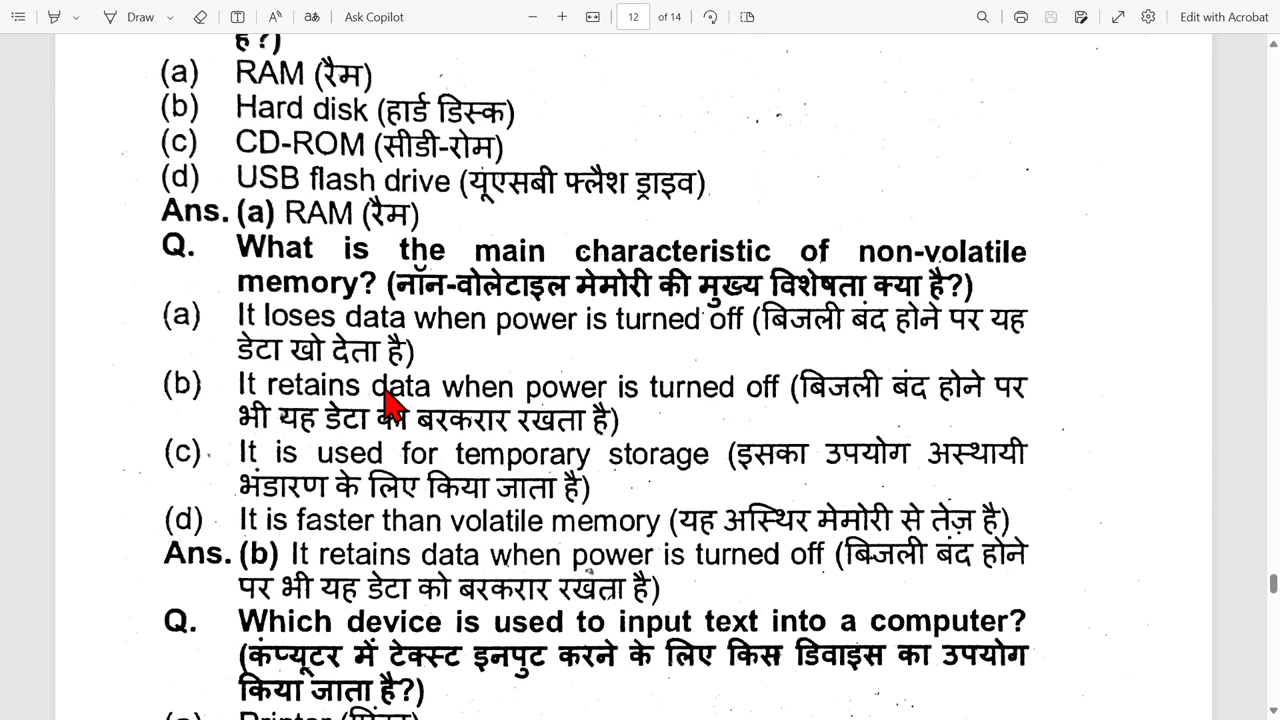 Draw
Ask Copilot
12 of 14
Edit with Acrobat
है?)
(a) RAM (रैम)
(b) Hard disk (हार्ड डिस्क)
(c) CD-ROM (सीडी-रोम)
(d) USB flash drive (यूएसबी फ्लैश ड्राइव)
Ans. (a) RAM (रैम)
Q. What is the main characteristic of non-volatile
memory? (नॉन-वोलेटाइल मेमोरी की मुख्य विशेषता क्या है?)
(a) It loses data when power is turned off (बिजली बंद होने पर यह
डेटा खो देता है)
(b) It retains data when power is turned off (बिजली बंद होने पर
भी यह डेटा को बरकरार रखता है)
(c) It is used for temporary storage (इसका उपयोग अस्थायी
भंडारण के लिए किया जाता है)
(d) It is faster than volatile memory (यह अस्थिर मेमोरी से तेज़ है)
Ans. (b) It retains data when power is turned off (बिजली बंद होने
पर भी यह डेटा को बरकरार रखता है)
Q. Which device is used to input text into a computer?
(कंप्यूटर में टेक्स्ट इनपुट करने के लिए किस डिवाइस का उपयोग
किया जाता है?)
(a) Printer (प्रिंटर)